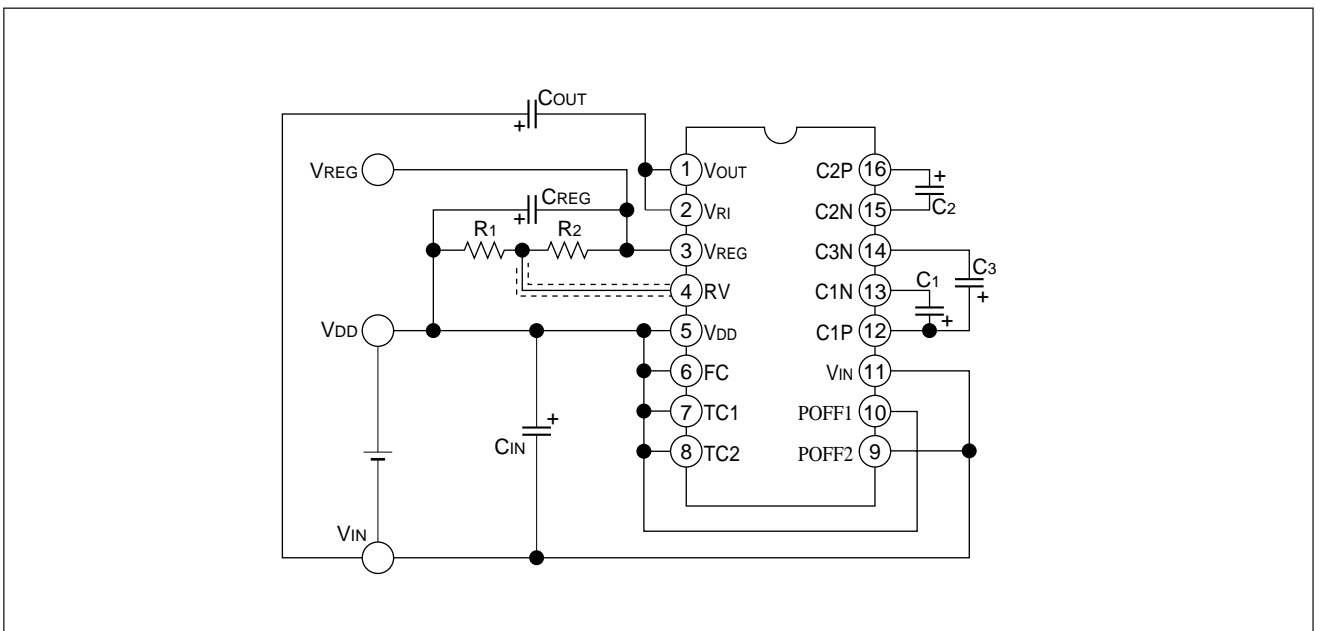 COUT
+
VREG
CREG
+
R1
R2
VDD
CIN
+
VIN
1 VOUT
2 VRI
3 VREG
4 RV
5 VDD
6 FC
7 TC1
8 TC2
C2P 16
C2N 15
C3N 14
C1N 13
C1P 12
VIN 11
POFF1 10
POFF2 9
+
C2
C3
+
C1
+